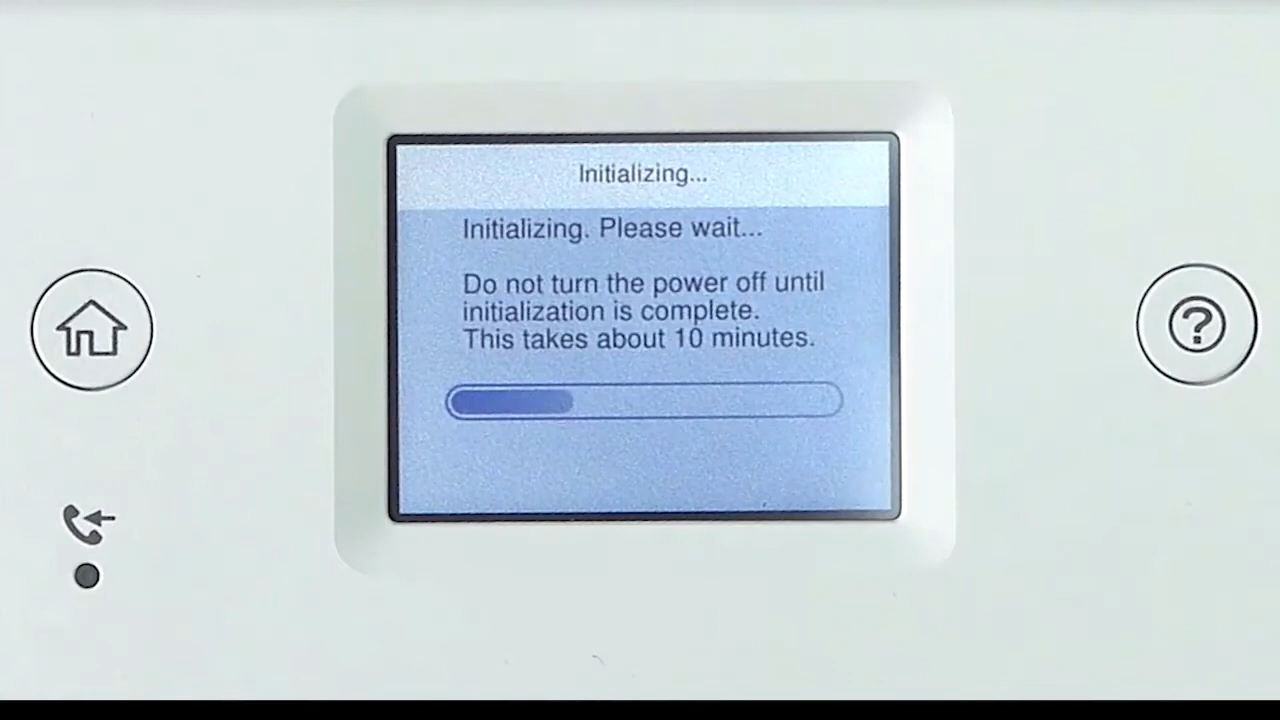 Initializing...
Initializing. Please wait...
Do not turn the power off until
initialization is complete.
This takes about 10 minutes.